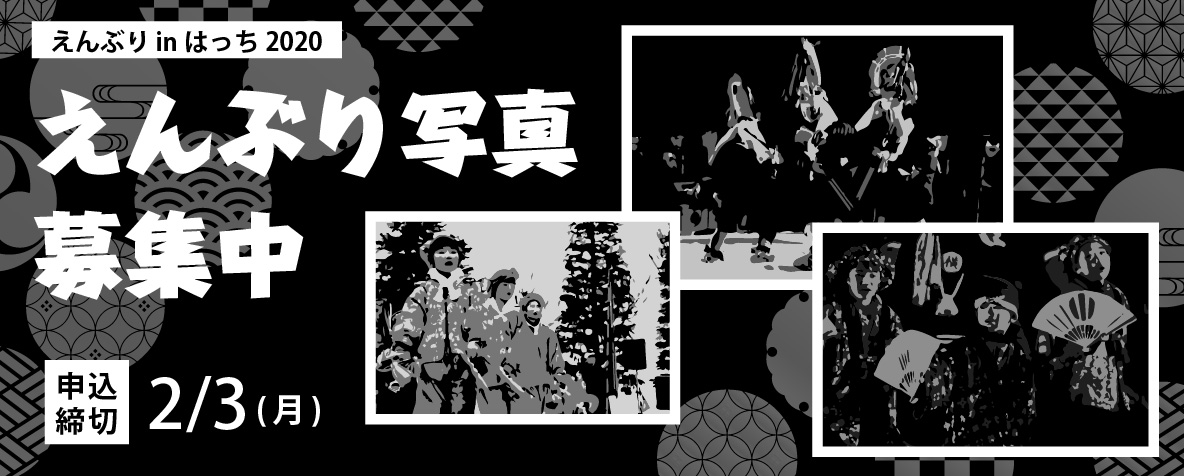 えんぶり in はっち 2020
えんぶり写真
募集中
申込
締切
2/3(月)